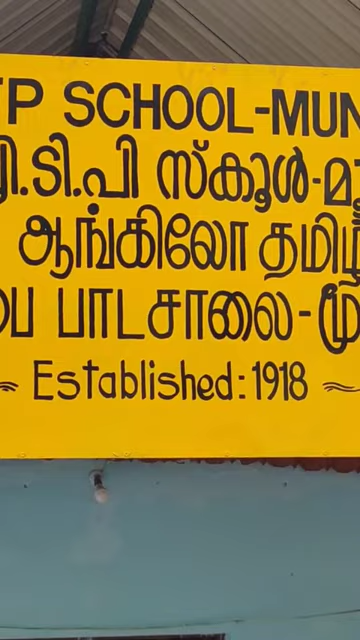 TP SCHOOL-MUN
.ടി.പി സ്കൂൾ-മൂ
ஆங்கிலோ தமிழ்
பாடசாலை-மூ
Established: 1918